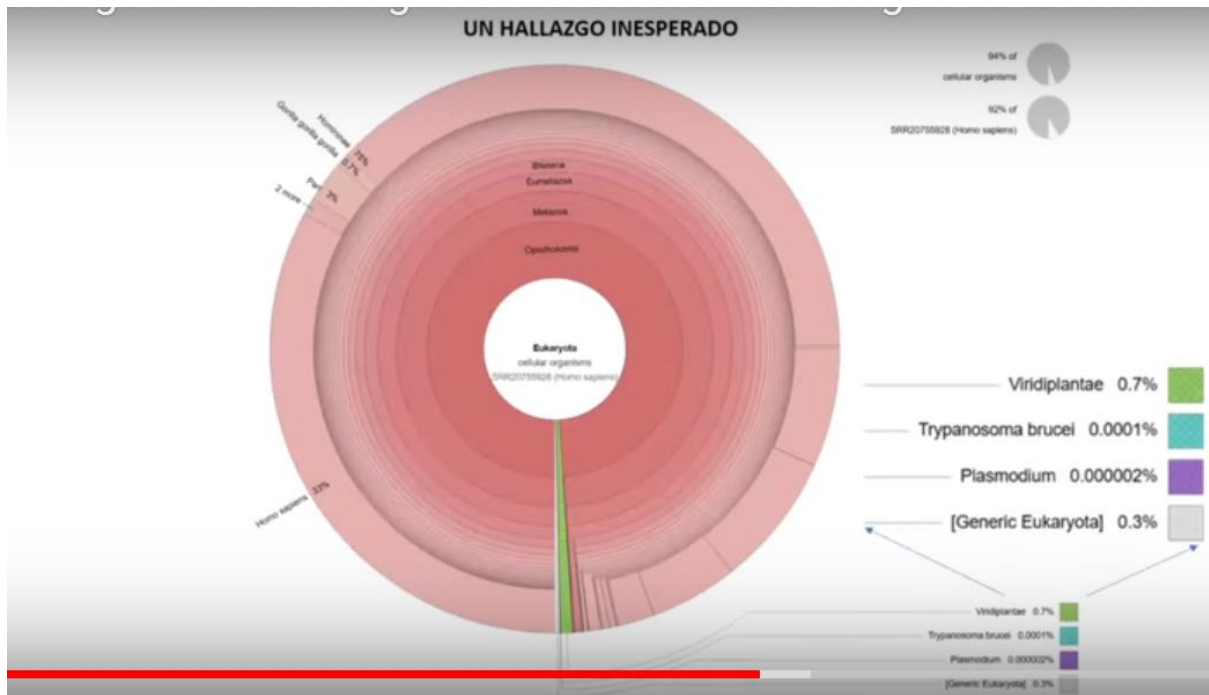 UN HALLAZGO INESPERADO
94% of
cellular organisms
92% of
SRR20755928 (Homo sapiens)
Homininae 75%
Gorilla gorilla gorilla 0.7%
Pan 3%
2 more
Bilateria
Eumetazoa
Metazoa
Opisthokonta
Eukaryota
cellular organisms
SRR20755928 (Homo sapiens)
Homo sapiens 33%
Viridiplantae 0.7%
Trypanosoma brucei 0.0001%
Plasmodium 0.000002%
[Generic Eukaryota] 0.3%
Viridiplantae 0.7%
Trypanosoma brucei 0.0001%
Plasmodium 0.000002%
[Generic Eukaryota] 0.3%